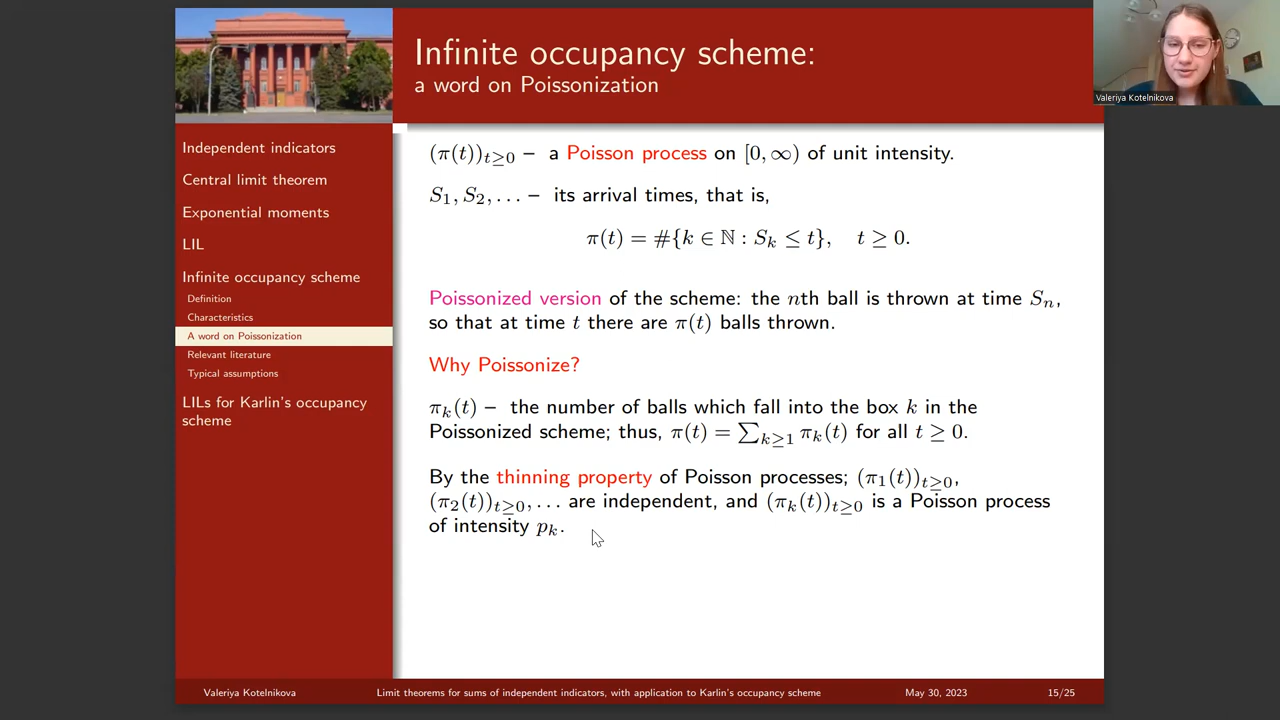 Infinite occupancy scheme:
a word on Poissonization
Valeriya Kotelnikova
Independent indicators
Central limit theorem
Exponential moments
LIL
Infinite occupancy scheme
Definition
Characteristics
A word on Poissonization
Relevant literature
Typical assumptions
LILs for Karlin's occupancy
scheme
(π(t))_{t≥0} – a Poisson process on [0, ∞) of unit intensity.
S₁, S₂, . . . – its arrival times, that is,
π(t) = #{k ∈ ℕ : S_k ≤ t}, t ≥ 0.
Poissonized version of the scheme: the nth ball is thrown at time S_n,
so that at time t there are π(t) balls thrown.
Why Poissonize?
π_k(t) – the number of balls which fall into the box k in the
Poissonized scheme; thus, π(t) = ∑_{k≥1} π_k(t) for all t ≥ 0.
By the thinning property of Poisson processes; (π₁(t))_{t≥0},
(π₂(t))_{t≥0}, . . . are independent, and (π_k(t))_{t≥0} is a Poisson process
of intensity p_k.
Valeriya Kotelnikova
Limit theorems for sums of independent indicators, with application to Karlin's occupancy scheme
May 30, 2023
15/25